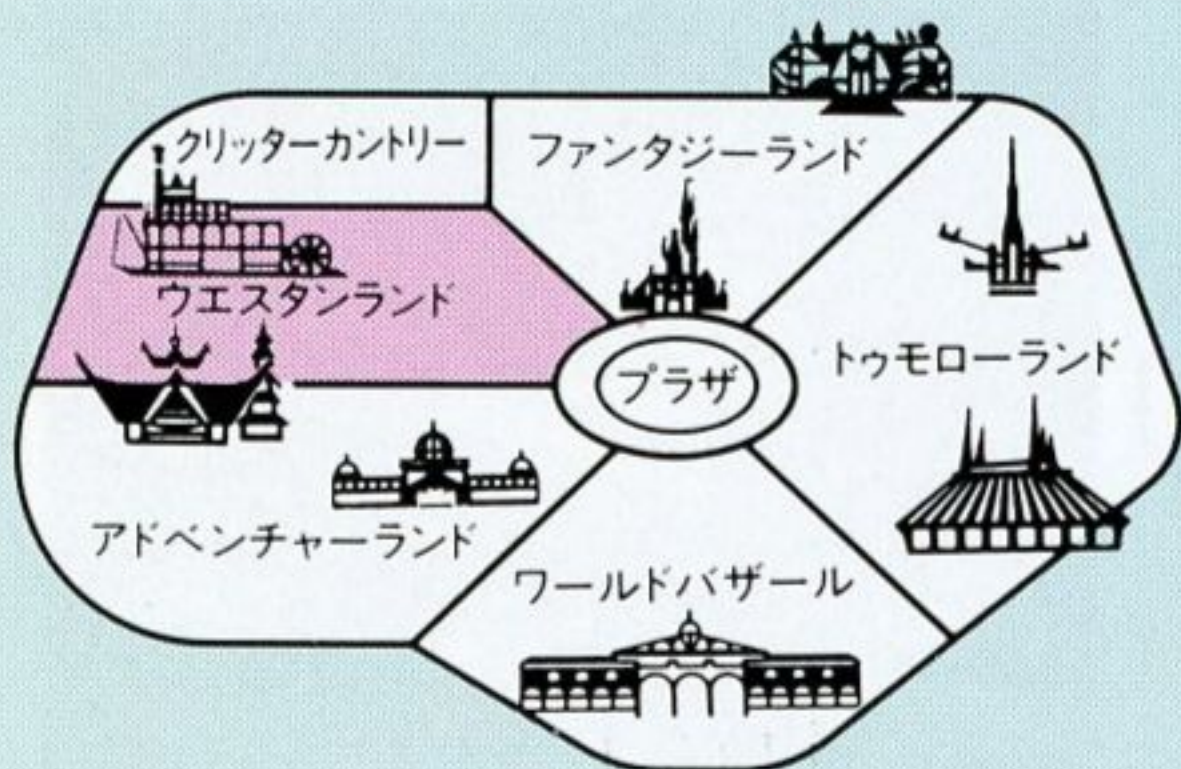 クリッターカントリー
ファンタジーランド
ウエスタンランド
プラザ
トゥモローランド
アドベンチャーランド
ワールドバザール